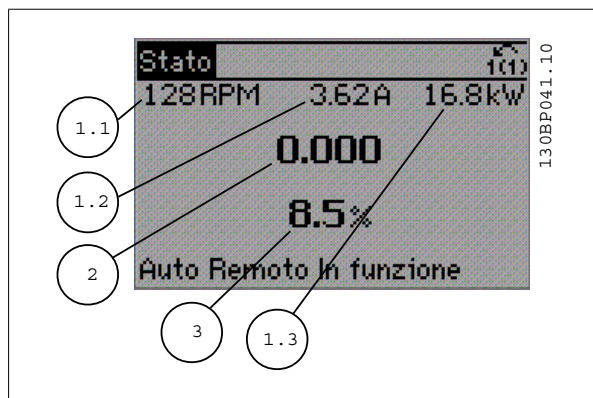 Stato 1(1)
128RPM 3.62A 16.8kW
0.000
8.5%
Auto Remoto In funzione
1.1
1.2
2
3
1.3
130BP041.10